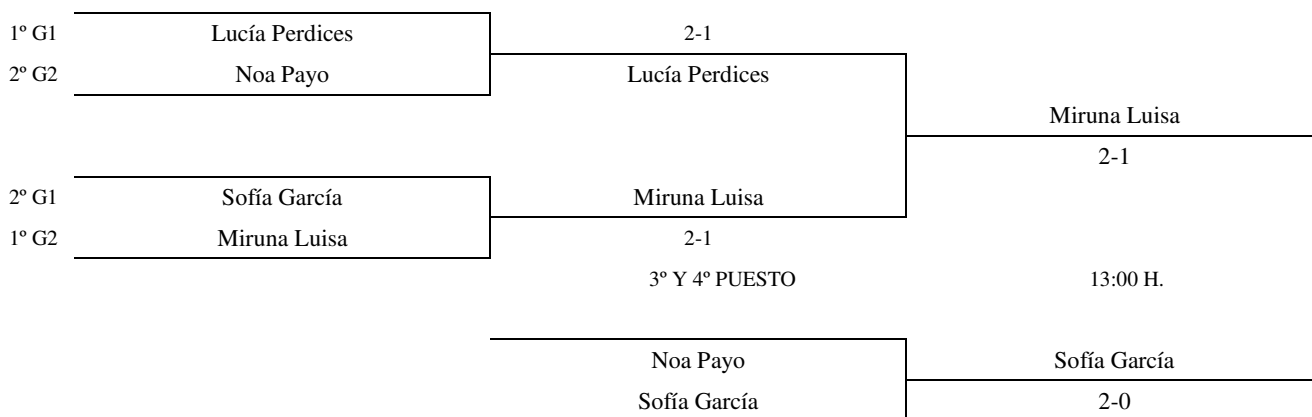 1º G1 Lucía Perdices 2-1
2º G2 Noa Payo Lucía Perdices
Miruna Luisa
2-1
2º G1 Sofía García Miruna Luisa
1º G2 Miruna Luisa 2-1
3º Y 4º PUESTO 13:00 H.
Noa Payo Sofía García
Sofía García 2-0